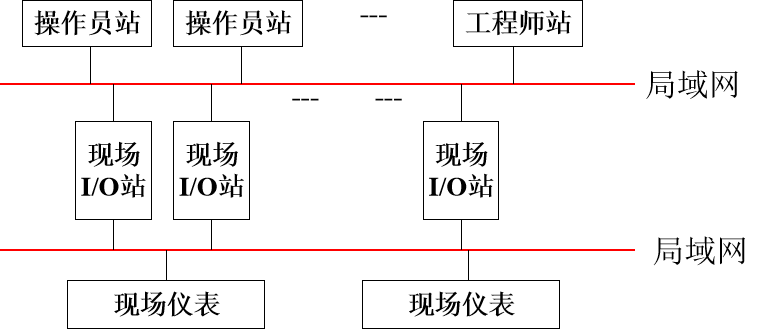 操作员站 操作员站 --- 工程师站
局域网
--- ---
现场 现场 现场
I/O站 I/O站 I/O站
局域网
现场仪表 现场仪表